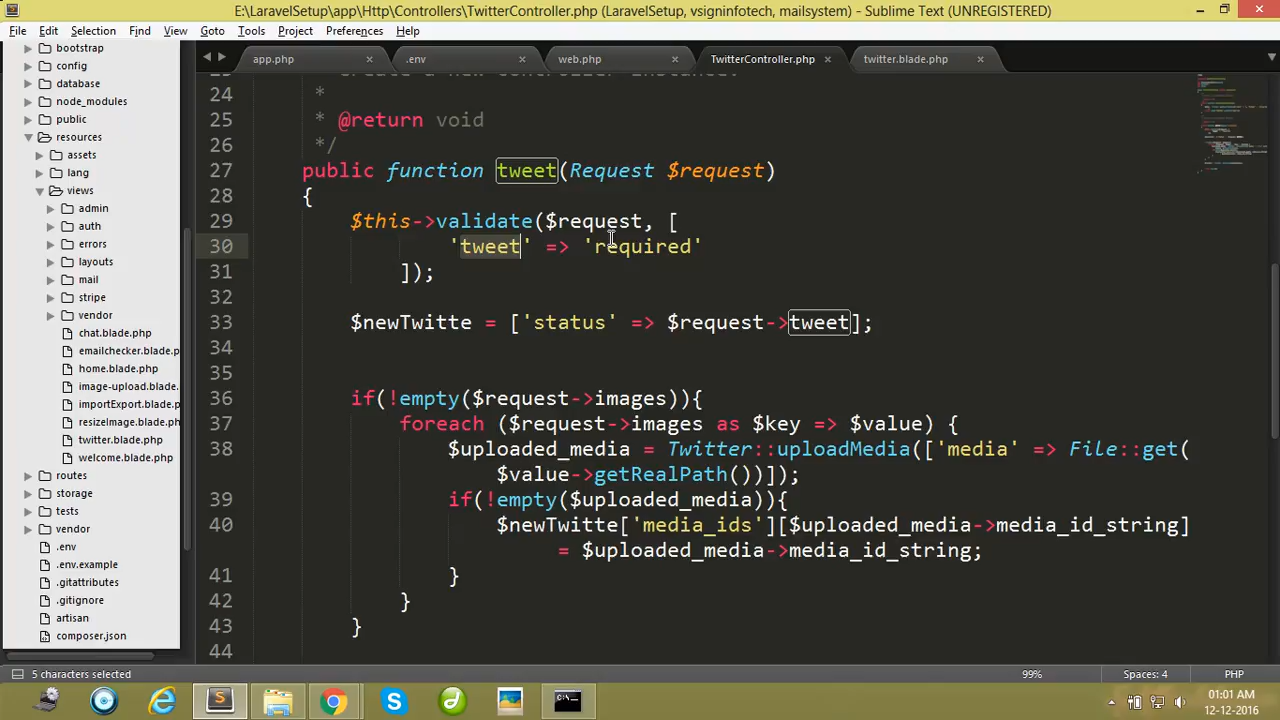 E:\LaravelSetup\app\Http\Controllers\TwitterController.php (LaravelSetup, vsigninfotech, mailsystem) - Sublime Text (UNREGISTERED)
File Edit Selection Find View Goto Tools Project Preferences Help
app.php × .env × web.php × TwitterController.php × twitter.blade.php ×
bootstrap
config
database
node_modules
public
resources
assets
lang
views
admin
auth
errors
layouts
mail
stripe
vendor
chat.blade.php
emailchecker.blade.p
home.blade.php
image-upload.blade.
importExport.blade.p
resizeImage.blade.ph
twitter.blade.php
welcome.blade.php
routes
storage
tests
vendor
.env
.env.example
.gitattributes
.gitignore
artisan
composer.json
24 *
25 * @return void
26 */
27 public function tweet(Request $request)
28 {
29 $this->validate($request, [
30 'tweet' => 'required'
31 ]);
32
33 $newTwitte = ['status' => $request->tweet];
34
35
36 if(!empty($request->images)){
37 foreach ($request->images as $key => $value) {
38 $uploaded_media = Twitter::uploadMedia(['media' => File::get(
$value->getRealPath())]);
39 if(!empty($uploaded_media)){
40 $newTwitte['media_ids'][$uploaded_media->media_id_string]
= $uploaded_media->media_id_string;
41 }
42 }
43 }
44
5 characters selected 99% Spaces: 4 PHP
01:01 AM
12-12-2016